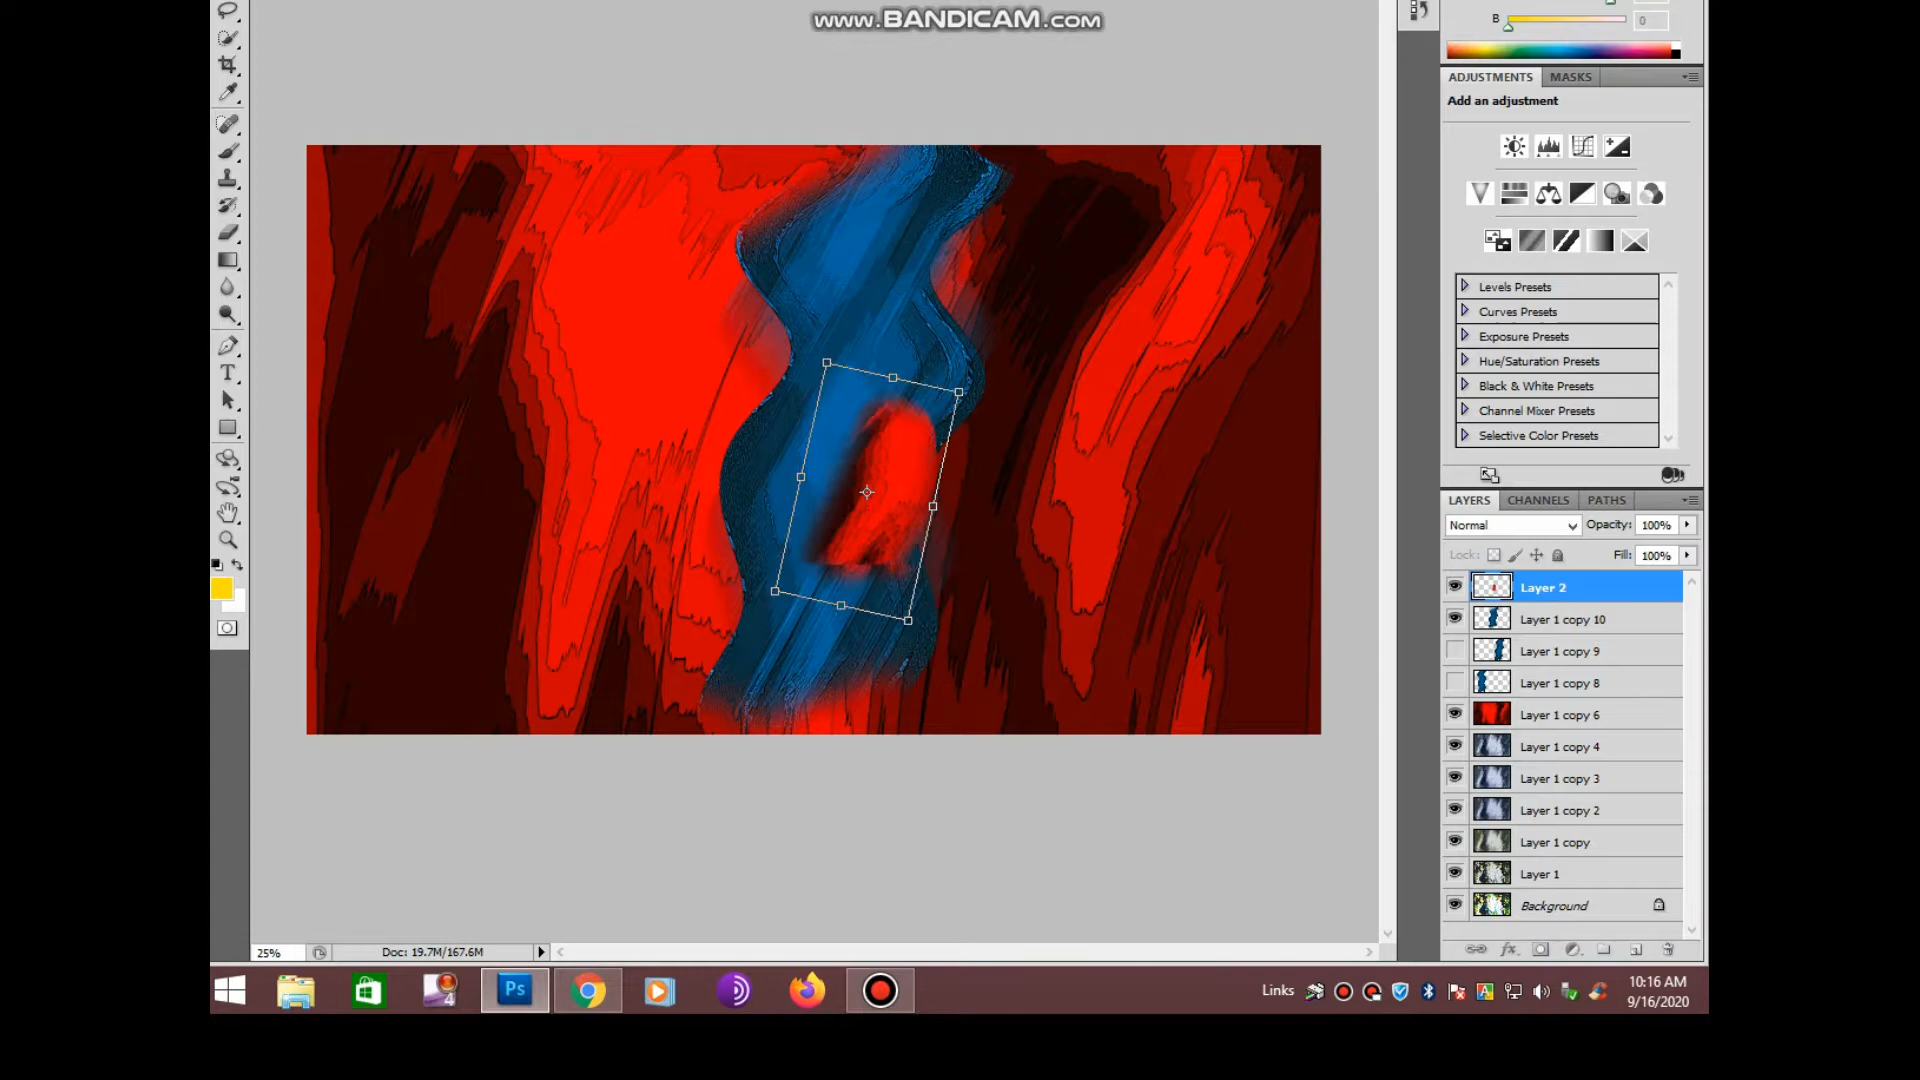 www.BANDICAM.com
B
0
ADJUSTMENTS
MASKS
Add an adjustment
Levels Presets
Curves Presets
Exposure Presets
Hue/Saturation Presets
Black & White Presets
Channel Mixer Presets
Selective Color Presets
LAYERS
CHANNELS
PATHS
Normal
Opacity:
100%
Lock:
Fill:
100%
Layer 2
Layer 1 copy 10
Layer 1 copy 9
Layer 1 copy 8
Layer 1 copy 6
Layer 1 copy 4
Layer 1 copy 3
Layer 1 copy 2
Layer 1 copy
Layer 1
Background
25%
Doc: 19.7M/167.6M
4
Ps
Links
A
10:16 AM
9/16/2020